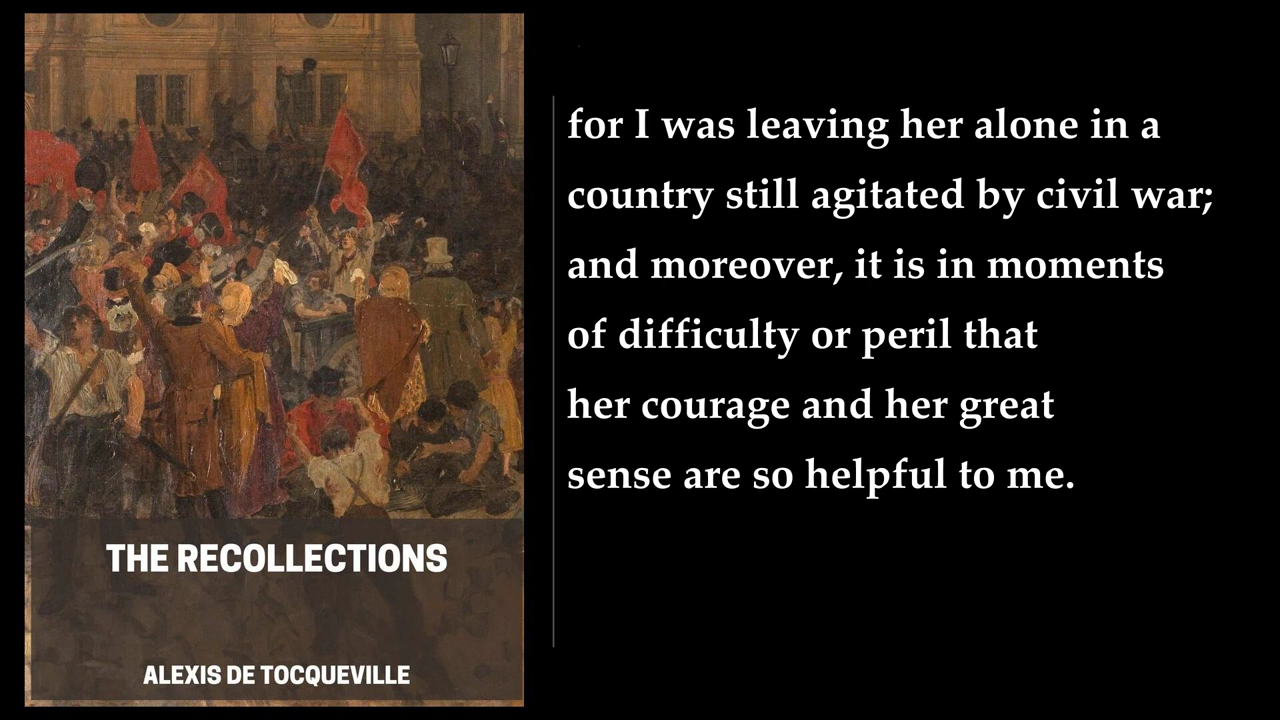 for I was leaving her alone in a
country still agitated by civil war;
and moreover, it is in moments
of difficulty or peril that
her courage and her great
sense are so helpful to me.
THE RECOLLECTIONS
ALEXIS DE TOCQUEVILLE